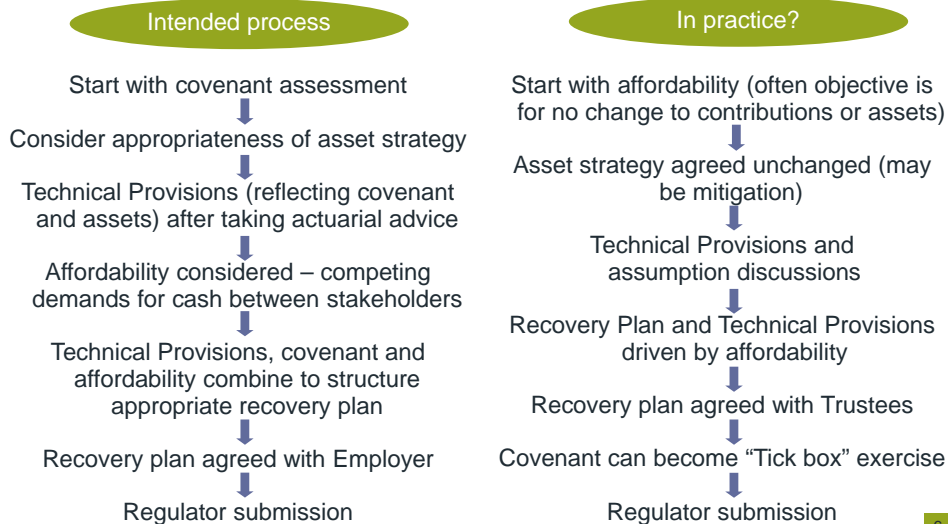 Intended process
Start with covenant assessment
Consider appropriateness of asset strategy
Technical Provisions (reflecting covenant
and assets) after taking actuarial advice
Affordability considered – competing
demands for cash between stakeholders
Technical Provisions, covenant and
affordability combine to structure
appropriate recovery plan
Recovery plan agreed with Employer
Regulator submission
In practice?
Start with affordability (often objective is
for no change to contributions or assets)
Asset strategy agreed unchanged (may
be mitigation)
Technical Provisions and
assumption discussions
Recovery Plan and Technical Provisions
driven by affordability
Recovery plan agreed with Trustees
Covenant can become “Tick box” exercise
Regulator submission